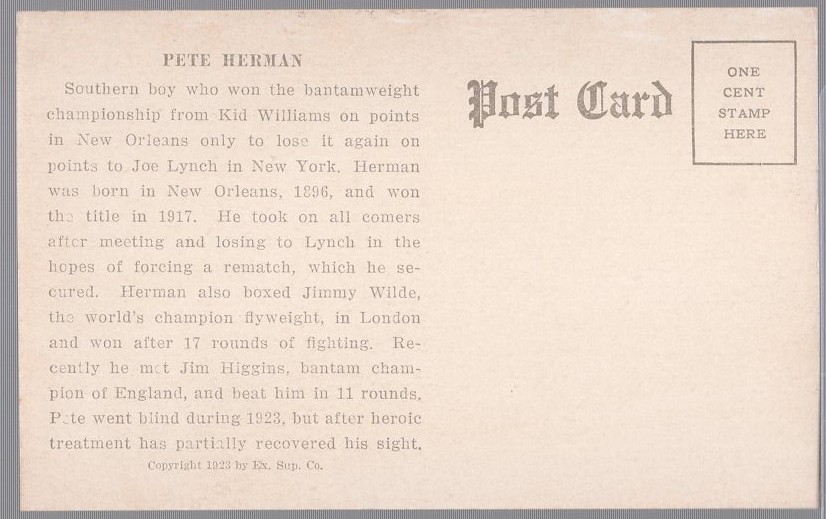 PETE HERMAN
Southern boy who won the bantamweight
championship from Kid Williams on points
in New Orleans only to lose it again on
points to Joe Lynch in New York. Herman
was born in New Orleans, 1896, and won
the title in 1917. He took on all comers
after meeting and losing to Lynch in the
hopes of forcing a rematch, which he se-
cured. Herman also boxed Jimmy Wilde,
the world's champion flyweight, in London
and won after 17 rounds of fighting. Re-
cently he met Jim Higgins, bantam cham-
pion of England, and beat him in 11 rounds.
Pete went blind during 1923, but after heroic
treatment has partially recovered his sight.
Copyright 1923 by Ex. Sup. Co.
Post Card
ONE
CENT
STAMP
HERE